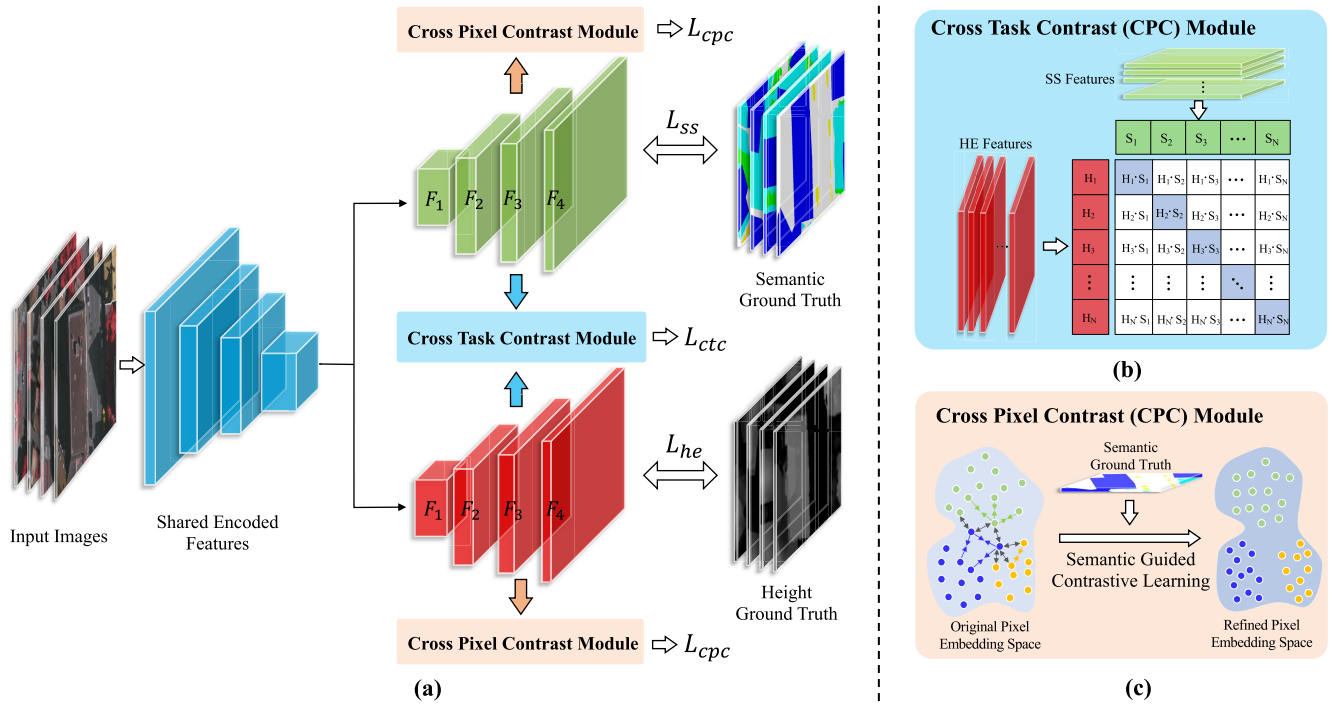 Cross Pixel Contrast Module
L_cpc
F_1
F_2
F_3
F_4
L_ss
Semantic
Ground Truth
Cross Task Contrast Module
L_ctc
Input Images
Shared Encoded
Features
F_1
F_2
F_3
F_4
L_he
Height
Ground Truth
Cross Pixel Contrast Module
L_cpc
(a)
Cross Task Contrast (CPC) Module
SS Features
⋮
HE Features
...
S_1 S_2 S_3 ... S_N
H_1 H_1·S_1 H_1·S_2 H_1·S_3 ... H_1·S_N
H_2 H_2·S_1 H_2·S_2 H_2·S_3 ... H_2·S_N
H_3 H_3·S_1 H_3·S_2 H_3·S_3 ... H_3·S_N
⋮ ⋮ ⋮ ⋮ ⋱ ⋮
H_N H_N·S_1 H_N·S_2 H_N·S_3 ... H_N·S_N
(b)
Cross Pixel Contrast (CPC) Module
Semantic
Ground Truth
Semantic Guided
Contrastive Learning
Original Pixel
Embedding Space
Refined Pixel
Embedding Space
(c)